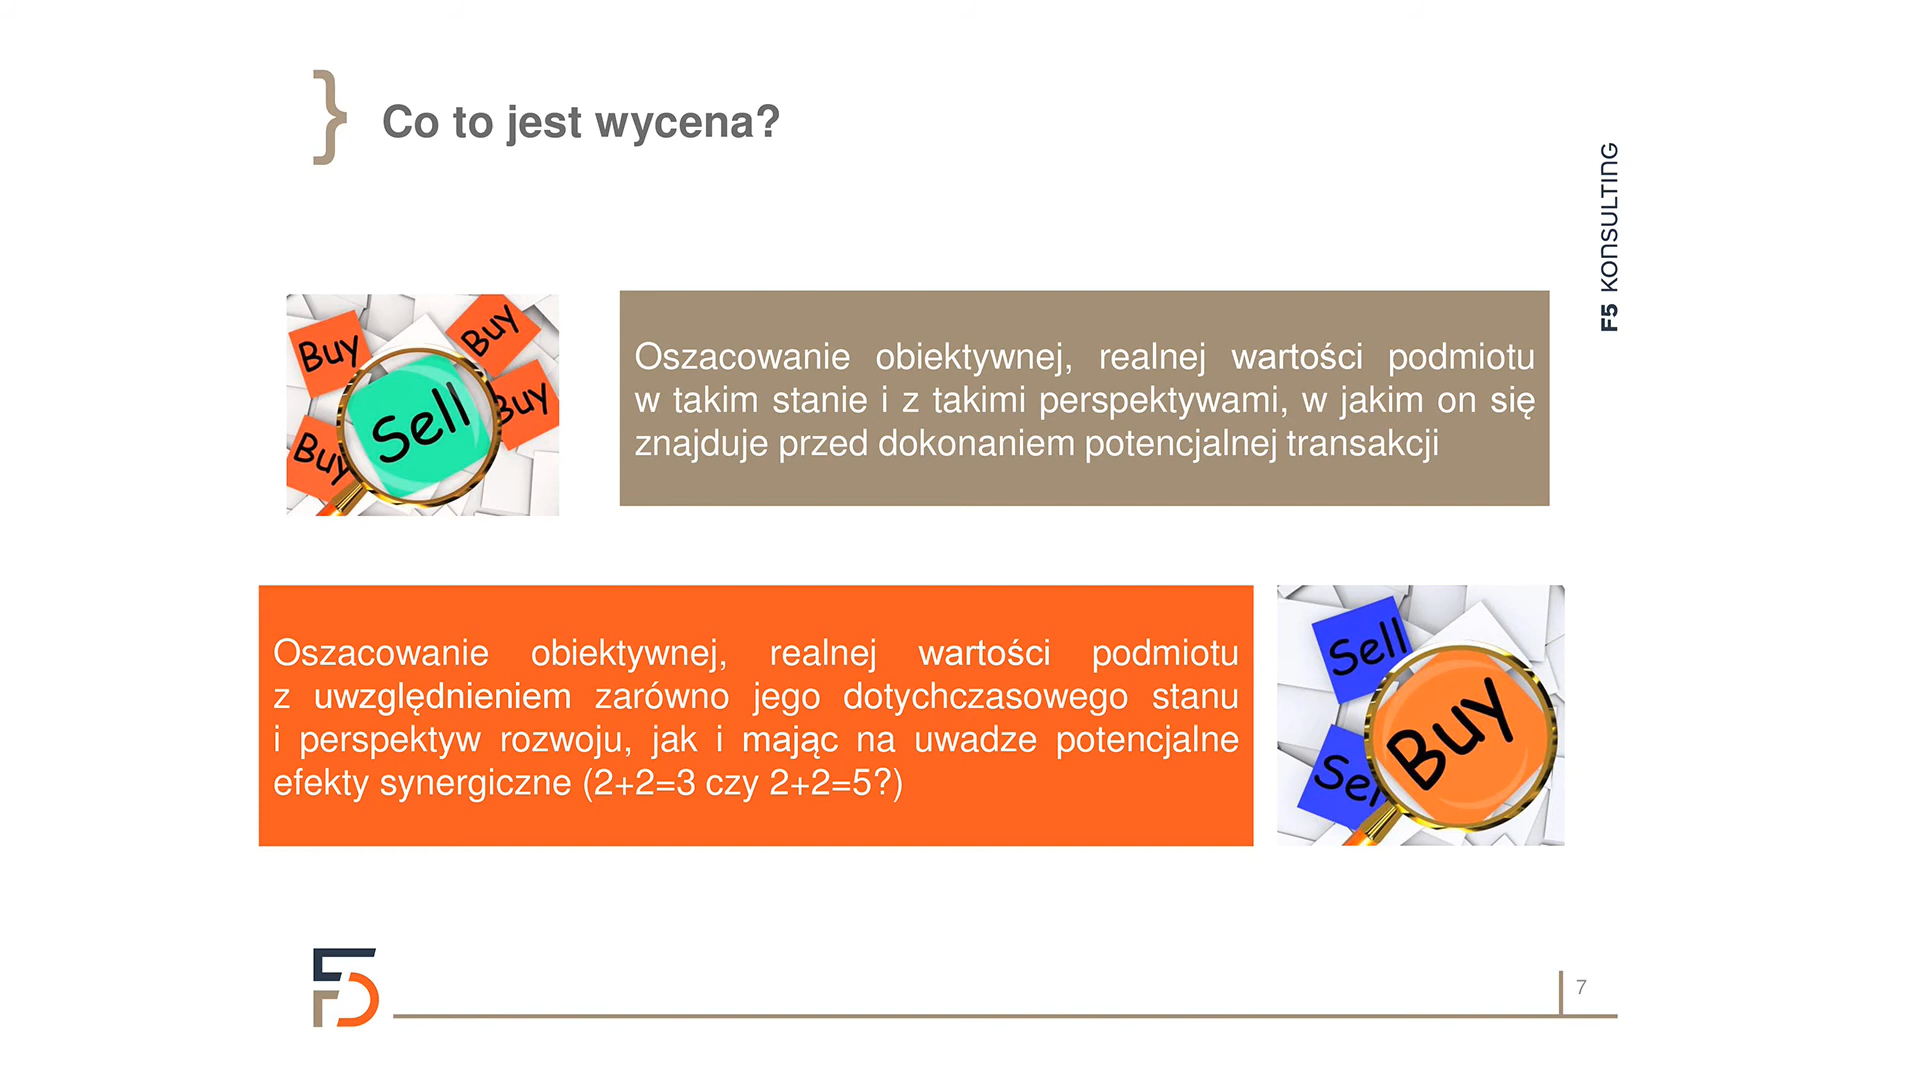 Co to jest wycena?
F5 KONSULTING
Buy
Buy
Buy
Buy
Sell
Oszacowanie obiektywnej, realnej wartości podmiotu
w takim stanie i z takimi perspektywami, w jakim on się
znajduje przed dokonaniem potencjalnej transakcji
Oszacowanie obiektywnej, realnej wartości podmiotu
z uwzględnieniem zarówno jego dotychczasowego stanu
i perspektyw rozwoju, jak i mając na uwadze potencjalne
efekty synergiczne (2+2=3 czy 2+2=5?)
Sell
Sel
Buy
F5
7